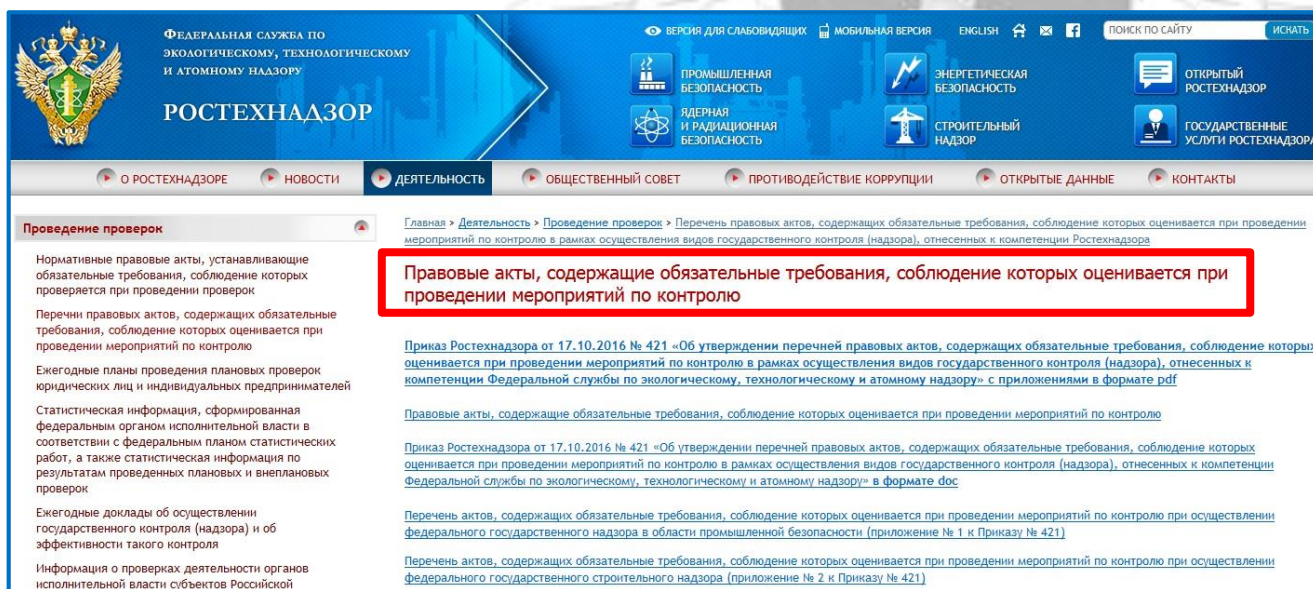 Федеральная служба по
экологическому, технологическому
и атомному надзору
РОСТЕХНАДЗОР
ВЕРСИЯ ДЛЯ СЛАБОВИДЯЩИХ МОБИЛЬНАЯ ВЕРСИЯ ENGLISH
ПОИСК ПО САЙТУ ИСКАТЬ
ПРОМЫШЛЕННАЯ
БЕЗОПАСНОСТЬ
ЭНЕРГЕТИЧЕСКАЯ
БЕЗОПАСНОСТЬ
ОТКРЫТЫЙ
РОСТЕХНАДЗОР
ЯДЕРНАЯ
И РАДИАЦИОННАЯ
БЕЗОПАСНОСТЬ
СТРОИТЕЛЬНЫЙ
НАДЗОР
ГОСУДАРСТВЕННЫЕ
УСЛУГИ РОСТЕХНАДЗОРА
О РОСТЕХНАДЗОРЕ НОВОСТИ ДЕЯТЕЛЬНОСТЬ ОБЩЕСТВЕННЫЙ СОВЕТ ПРОТИВОДЕЙСТВИЕ КОРРУПЦИИ ОТКРЫТЫЕ ДАННЫЕ КОНТАКТЫ
Проведение проверок
Нормативные правовые акты, устанавливающие
обязательные требования, соблюдение которых
проверяется при проведении проверок
Перечни правовых актов, содержащих обязательные
требования, соблюдение которых оценивается при
проведении мероприятий по контролю
Ежегодные планы проведения плановых проверок
юридических лиц и индивидуальных предпринимателей
Статистическая информация, сформированная
федеральным органом исполнительной власти в
соответствии с федеральным планом статистических
работ, а также статистическая информация по
результатам проведенных плановых и внеплановых
проверок
Ежегодные доклады об осуществлении
государственного контроля (надзора) и об
эффективности такого контроля
Информация о проверках деятельности органов
исполнительной власти субъектов Российской
Главная > Деятельность > Проведение проверок > Перечень правовых актов, содержащих обязательные требования, соблюдение которых оценивается при проведении
мероприятий по контролю в рамках осуществления видов государственного контроля (надзора), отнесенных к компетенции Ростехнадзора
Правовые акты, содержащие обязательные требования, соблюдение которых оценивается при
проведении мероприятий по контролю
Приказ Ростехнадзора от 17.10.2016 № 421 «Об утверждении перечней правовых актов, содержащих обязательные требования, соблюдение которых
оценивается при проведении мероприятий по контролю в рамках осуществления видов государственного контроля (надзора), отнесенных к
компетенции Федеральной службы по экологическому, технологическому и атомному надзору» с приложениями в формате pdf
Правовые акты, содержащие обязательные требования, соблюдение которых оценивается при проведении мероприятий по контролю
Приказ Ростехнадзора от 17.10.2016 № 421 «Об утверждении перечней правовых актов, содержащих обязательные требования, соблюдение которых
оценивается при проведении мероприятий по контролю в рамках осуществления видов государственного контроля (надзора), отнесенных к компетенции
Федеральной службы по экологическому, технологическому и атомному надзору» в формате doc
Перечень актов, содержащих обязательные требования, соблюдение которых оценивается при проведении мероприятий по контролю при осуществлении
федерального государственного надзора в области промышленной безопасности (приложение № 1 к Приказу № 421)
Перечень актов, содержащих обязательные требования, соблюдение которых оценивается при проведении мероприятий по контролю при осуществлении
федерального государственного строительного надзора (приложение № 2 к Приказу № 421)